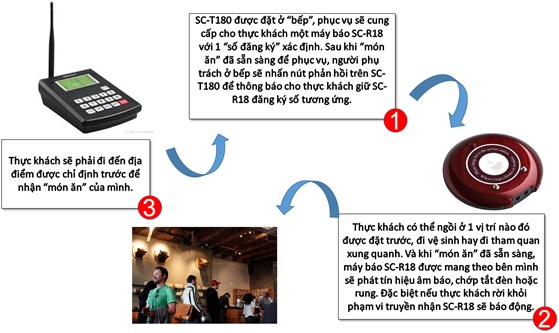 SC-T180 được đặt ở “bếp”, phục vụ sẽ cung
cấp cho thực khách một máy báo SC-R18
với 1 “số đăng ký” xác định. Sau khi “món
ăn” đã sẵn sàng để phục vụ, người phụ
trách ở bếp sẽ nhấn nút phản hồi trên SC-
T180 để thông báo cho thực khách giữ SC-
R18 đăng ký số tương ứng.
1
Thực khách có thể ngồi ở 1 vị trí nào đó
được đặt trước, đi vệ sinh hay đi tham quan
xung quanh. Và khi “món ăn” đã sẵn sàng,
máy báo SC-R18 được mang theo bên mình
sẽ phát tín hiệu âm báo, chớp tắt đèn hoặc
rung. Đặc biệt nếu thực khách rời khỏi
phạm vi truyền nhận SC-R18 sẽ báo động.
2
Thực khách sẽ phải đi đến địa
điểm được chỉ định trước để
nhận “món ăn” của mình.
3